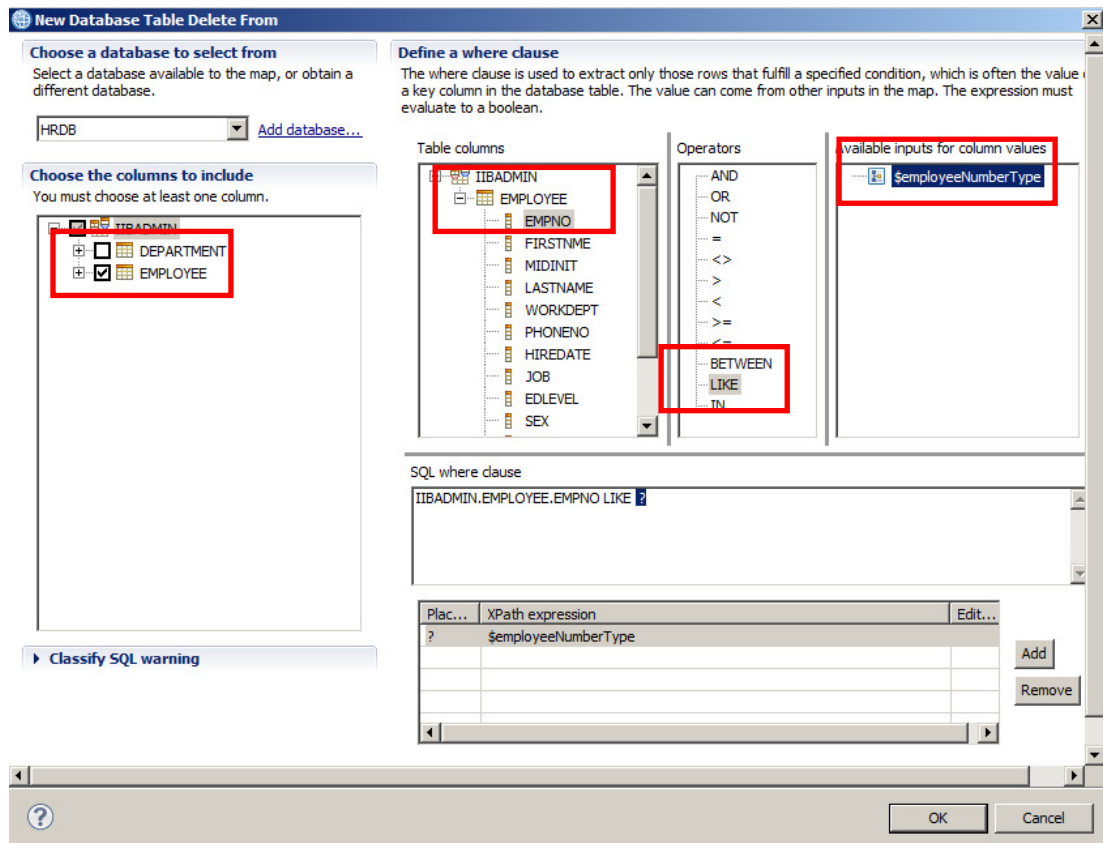 New Database Table Delete From
Choose a database to select from
Select a database available to the map, or obtain a
different database.
HRDB
Add database...
Choose the columns to include
You must choose at least one column.
IIBADMIN
DEPARTMENT
EMPLOYEE
Classify SQL warning
Define a where clause
The where clause is used to extract only those rows that fulfill a specified condition, which is often the value
a key column in the database table. The value can come from other inputs in the map. The expression must
evaluate to a boolean.
Table columns
IIBADMIN
EMPLOYEE
EMPNO
FIRSTNME
MIDINIT
LASTNAME
WORKDEPT
PHONENO
HIREDATE
JOB
EDLEVEL
SEX
Operators
AND
OR
NOT
=
<>
>
<
>=
<=
BETWEEN
LIKE
IN
Available inputs for column values
$employeeNumberType
SQL where clause
IIBADMIN.EMPLOYEE.EMPNO LIKE ?
Plac... XPath expression Edit...
? $employeeNumberType
Add
Remove
?
OK Cancel